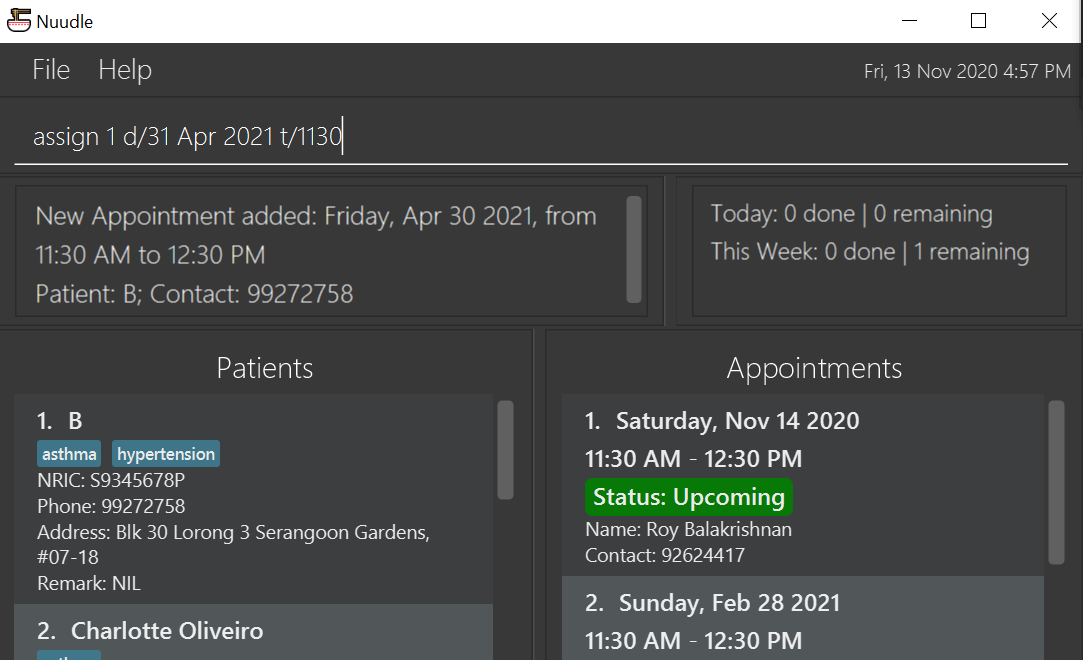 Nuudle
File Help
Fri, 13 Nov 2020 4:57 PM
assign 1 d/31 Apr 2021 t/1130
New Appointment added: Friday, Apr 30 2021, from
11:30 AM to 12:30 PM
Patient: B; Contact: 99272758
Today: 0 done | 0 remaining
This Week: 0 done | 1 remaining
Patients
1. B
asthma hypertension
NRIC: S9345678P
Phone: 99272758
Address: Blk 30 Lorong 3 Serangoon Gardens,
#07-18
Remark: NIL
2. Charlotte Oliveiro
Appointments
1. Saturday, Nov 14 2020
11:30 AM - 12:30 PM
Status: Upcoming
Name: Roy Balakrishnan
Contact: 92624417
2. Sunday, Feb 28 2021
11:30 AM - 12:30 PM